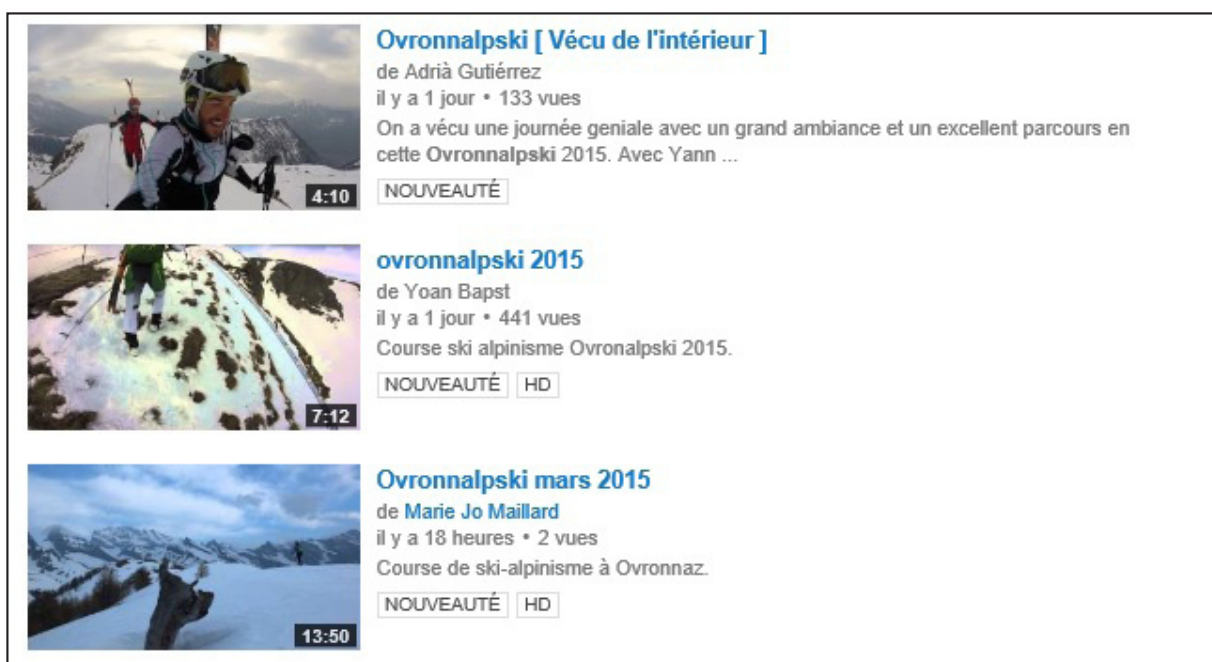 Ovronnalpski [ Vécu de l'intérieur ]
de Adrià Gutiérrez
il y a 1 jour • 133 vues
On a vécu une journée geniale avec un grand ambiance et un excellent parcours en
cette Ovronnalpski 2015. Avec Yann ...
NOUVEAUTÉ
4:10
ovronnalpski 2015
de Yoan Bapst
il y a 1 jour • 441 vues
Course ski alpinisme Ovronalpski 2015.
NOUVEAUTÉ HD
7:12
Ovronnalpski mars 2015
de Marie Jo Maillard
il y a 18 heures • 2 vues
Course de ski-alpinisme à Ovronnaz.
NOUVEAUTÉ HD
13:50